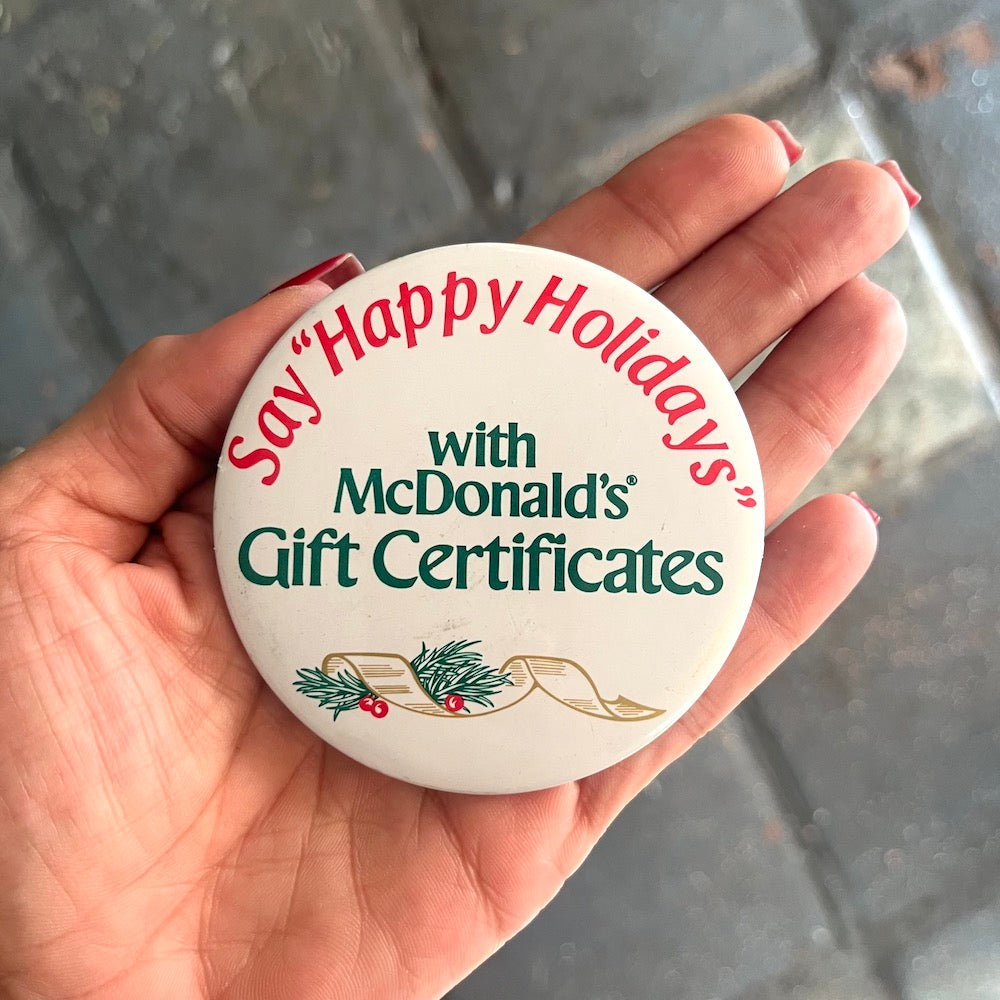 Say “Happy Holidays”
with
McDonald's®
Gift Certificates